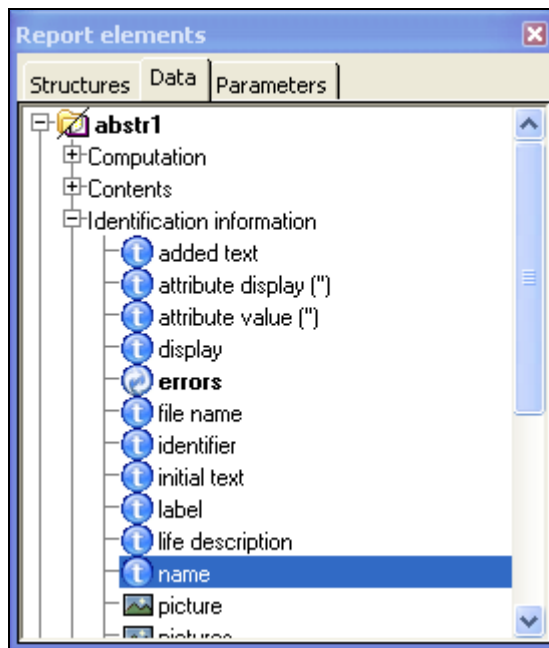 Report elements
Structures Data Parameters
abstr1
Computation
Contents
Identification information
added text
attribute display (")
attribute value (")
display
errors
file name
identifier
initial text
label
life description
name
picture
pictures